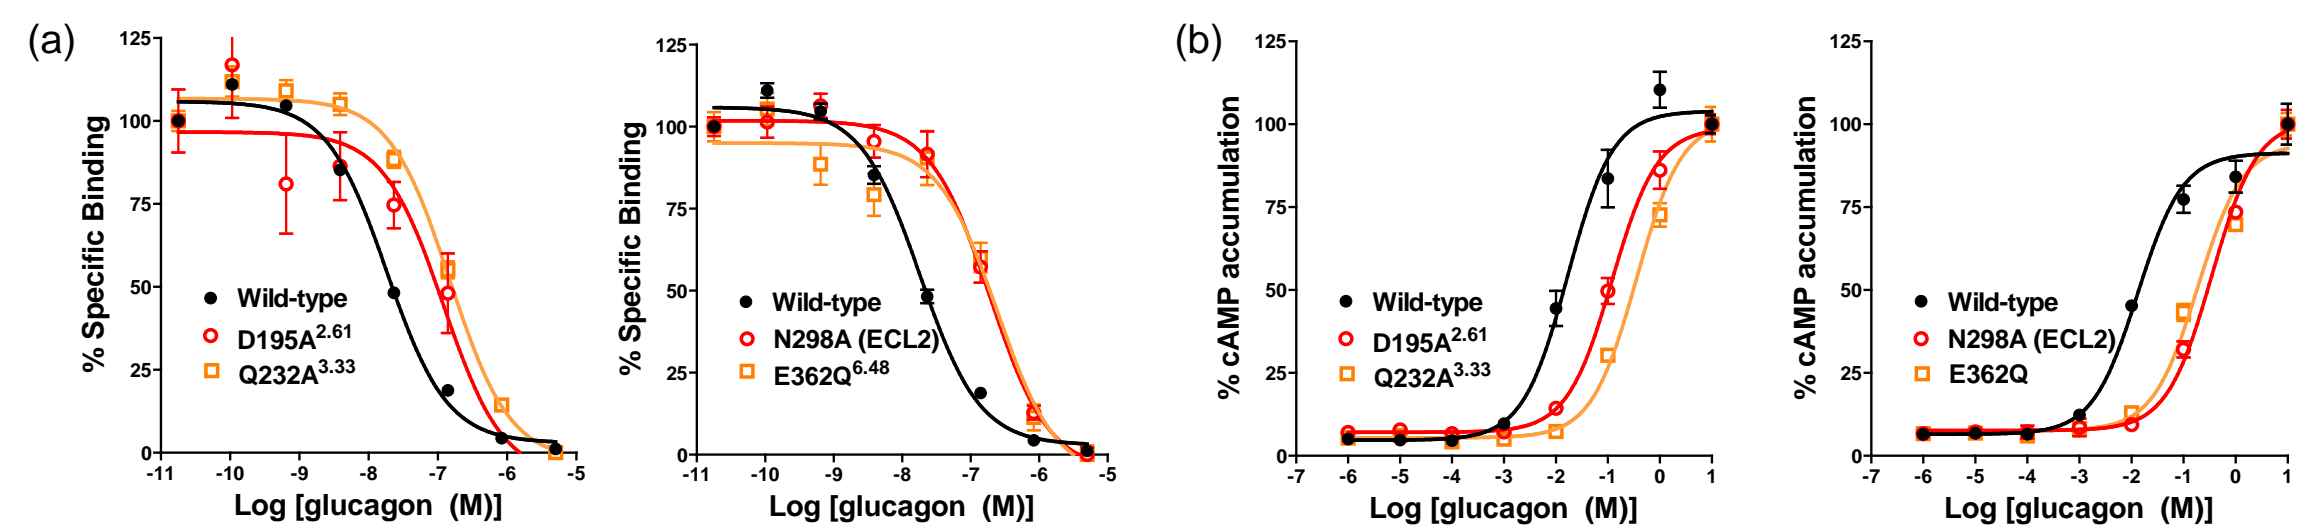 (a)
% Specific Binding
125
100
75
50
25
0
Wild-type
D195A2.61
Q232A3.33
-11 -10 -9 -8 -7 -6 -5
Log [glucagon (M)]
% Specific Binding
125
100
75
50
25
0
Wild-type
N298A (ECL2)
E362Q6.48
-11 -10 -9 -8 -7 -6 -5
Log [glucagon (M)]
(b)
% cAMP accumulation
125
100
75
50
25
0
Wild-type
D195A2.61
Q232A3.33
-7 -6 -5 -4 -3 -2 -1 0 1
Log [glucagon (M)]
% cAMP accumulation
125
100
75
50
25
0
Wild-type
N298A (ECL2)
E362Q
-7 -6 -5 -4 -3 -2 -1 0 1
Log [glucagon (M)]